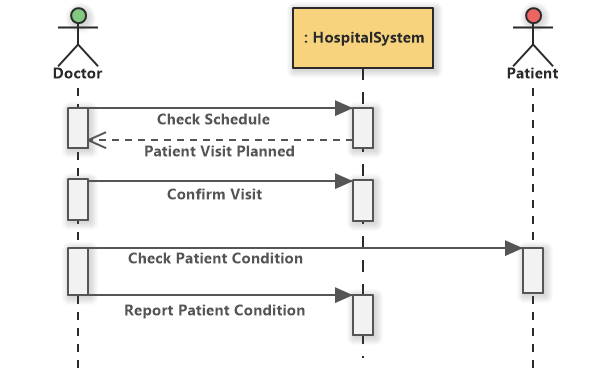 : HospitalSystem
Doctor
Patient
Check Schedule
Patient Visit Planned
Confirm Visit
Check Patient Condition
Report Patient Condition